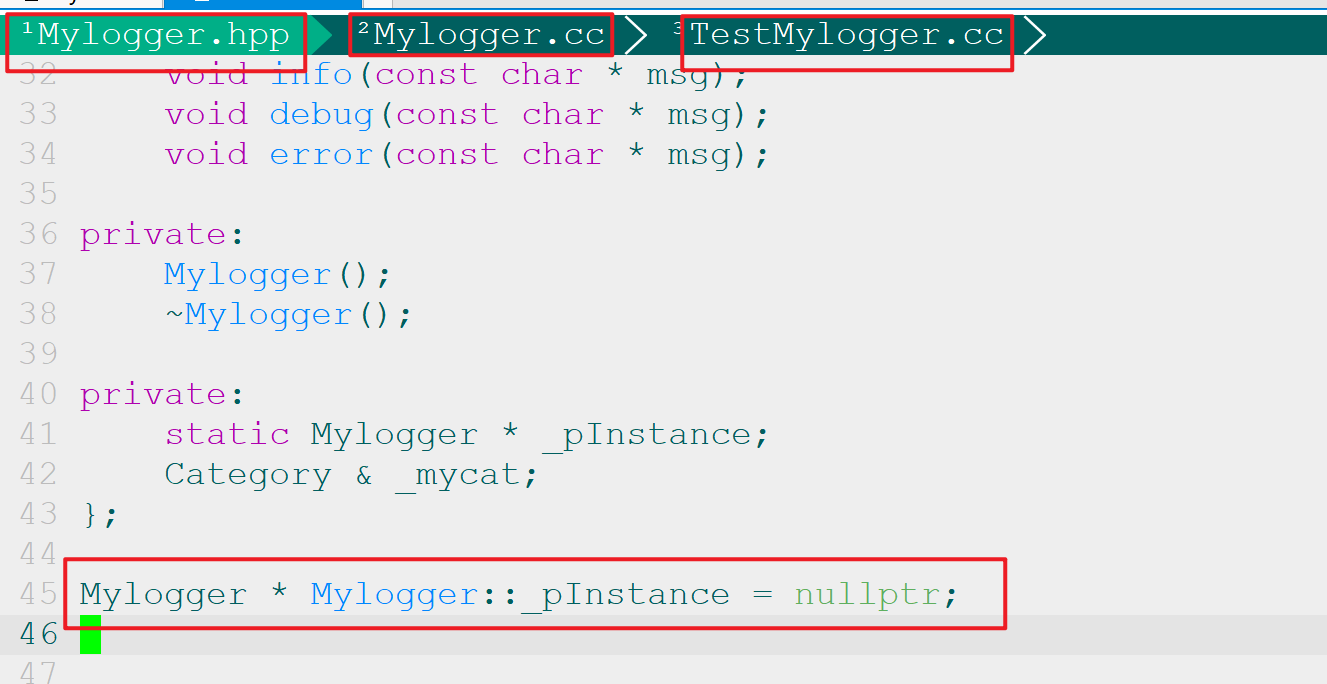 ¹Mylogger.hpp ²Mylogger.cc ³TestMylogger.cc
32     void info(const char * msg);
33     void debug(const char * msg);
34     void error(const char * msg);
35
36 private:
37     Mylogger();
38     ~Mylogger();
39
40 private:
41     static Mylogger * _pInstance;
42     Category & _mycat;
43 };
44
45 Mylogger * Mylogger::_pInstance = nullptr;
46
47